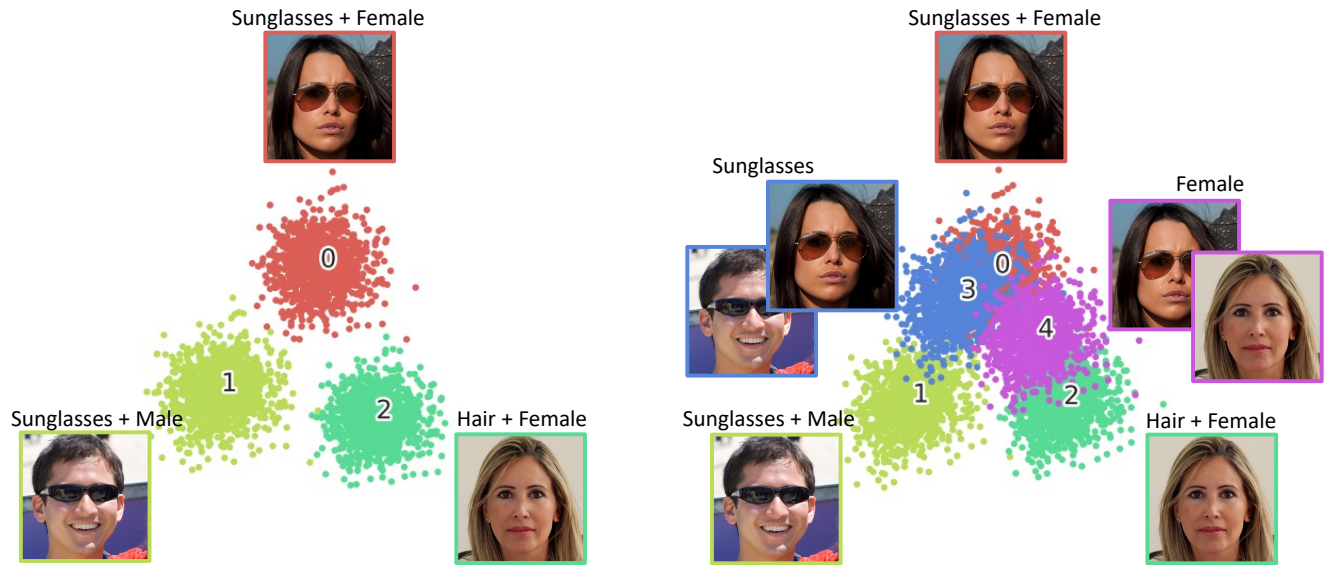 Sunglasses + Female
0
1
2
Sunglasses + Male
Hair + Female
Sunglasses + Female
Sunglasses
Female
0
3
4
1
2
Sunglasses + Male
Hair + Female